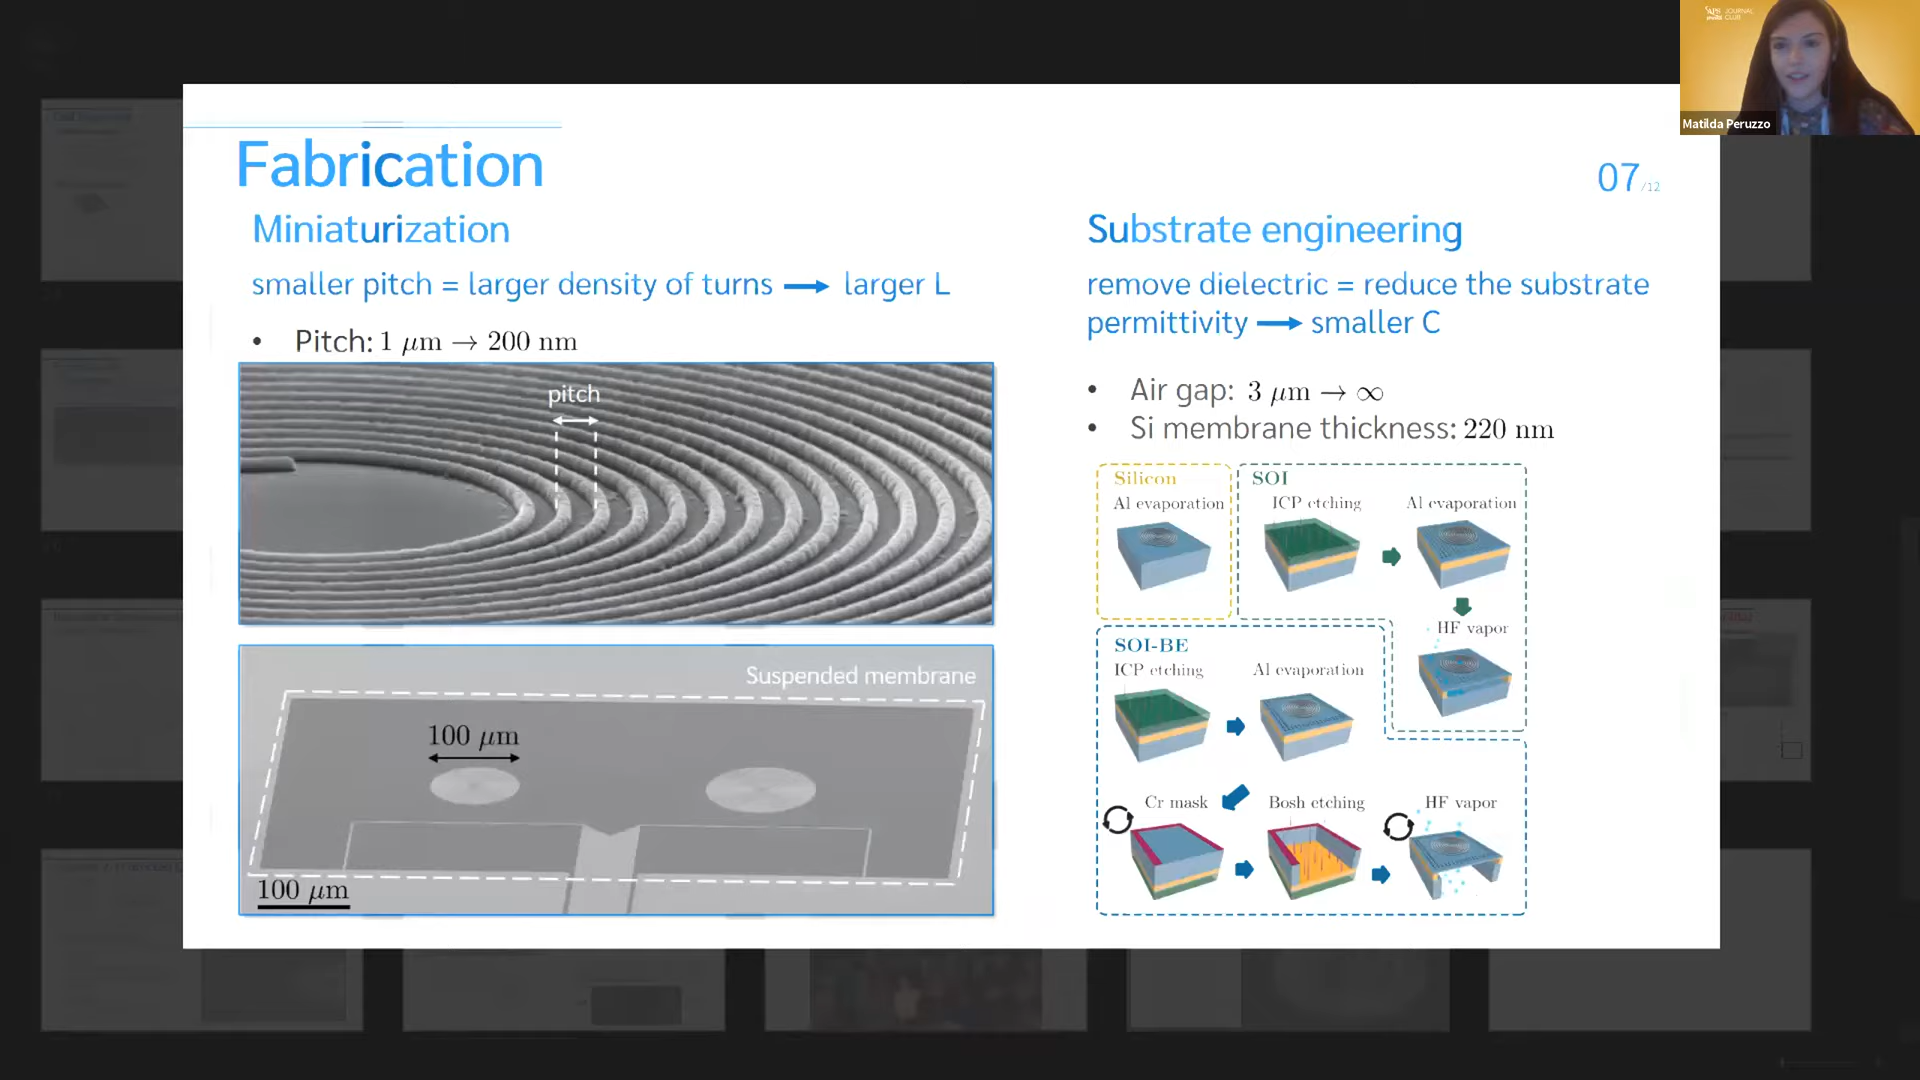 APS
JOURNAL
CLUB
Matilda Peruzzo
Fabrication
07/12
Miniaturization
smaller pitch = larger density of turns → larger L
• Pitch: 1 μm → 200 nm
pitch
Suspended membrane
100 μm
100 μm
Substrate engineering
remove dielectric = reduce the substrate
permittivity → smaller C
• Air gap: 3 μm → ∞
• Si membrane thickness: 220 nm
Silicon
Al evaporation
SOI
ICP etching
Al evaporation
HF vapor
SOI-BE
ICP etching
Al evaporation
Cr mask
Bosh etching
HF vapor